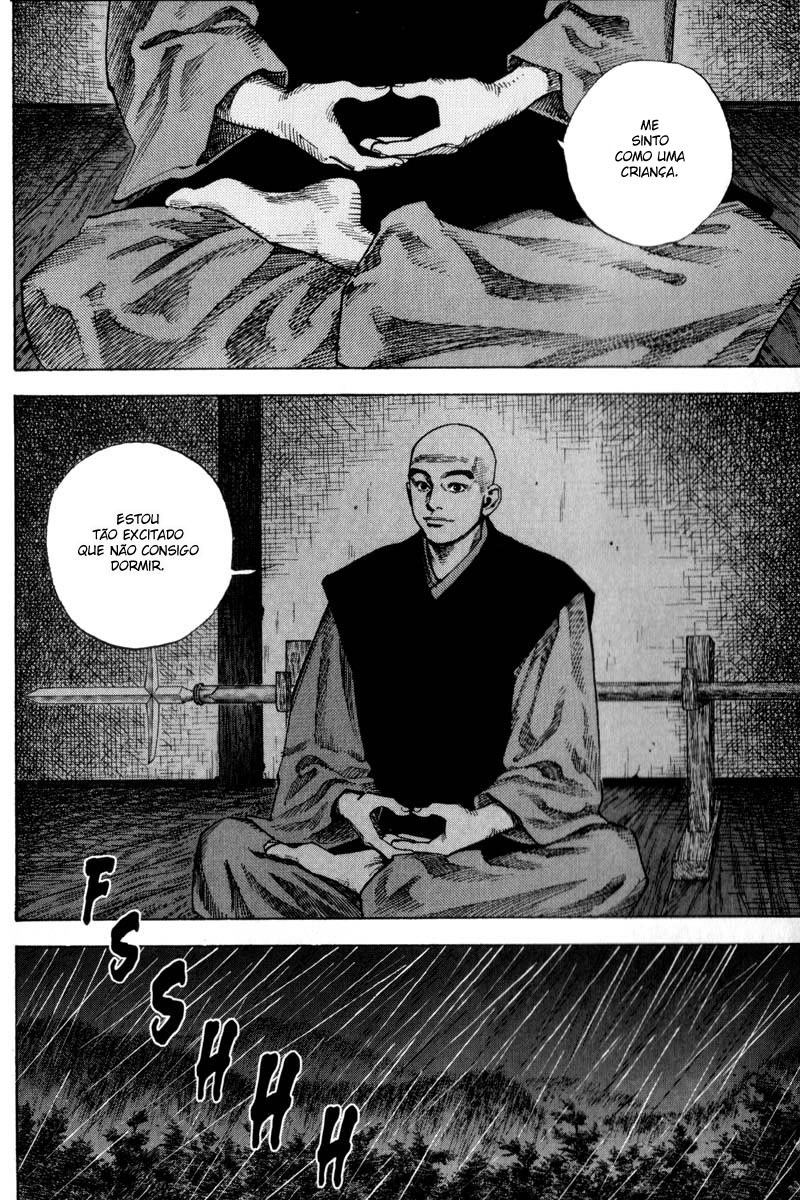 ME
SINTO
COMO UMA
CRIANÇA.
ESTOU
TÃO EXCITADO
QUE NÃO CONSIGO
DORMIR.
FSSHHH